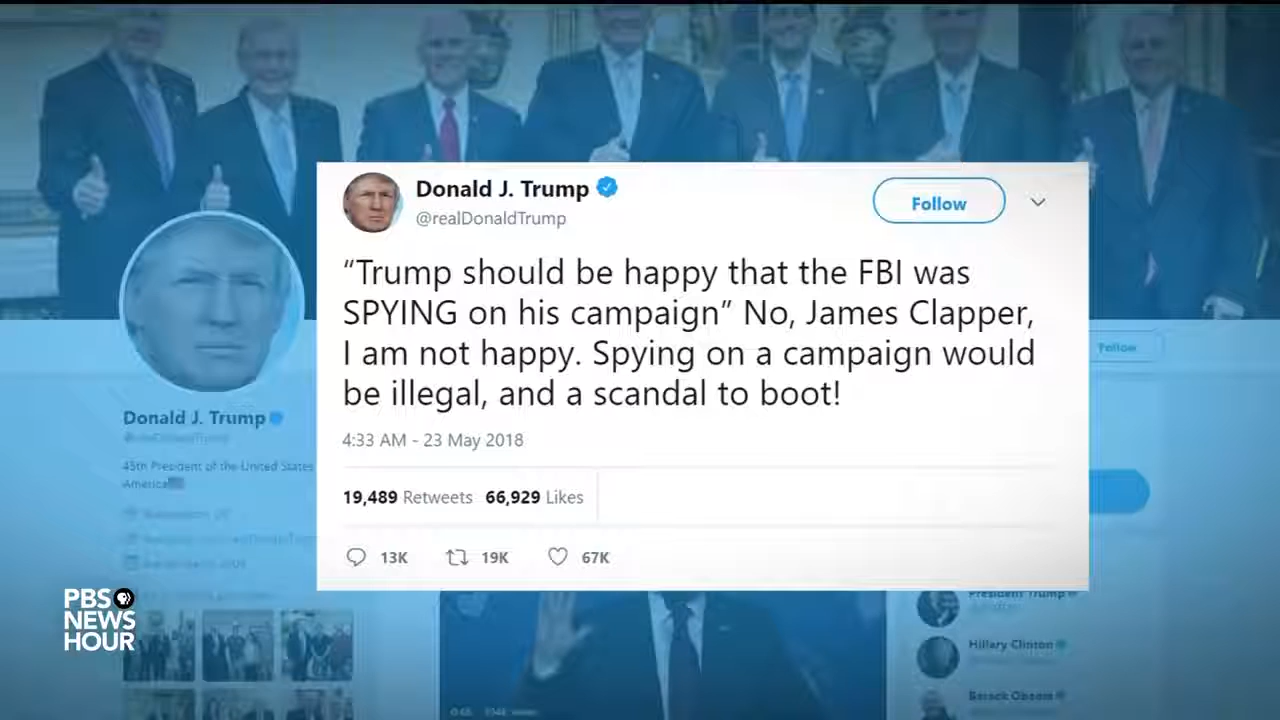 Donald J. Trump
@realDonaldTrump
Follow
“Trump should be happy that the FBI was
SPYING on his campaign” No, James Clapper,
I am not happy. Spying on a campaign would
be illegal, and a scandal to boot!
4:33 AM - 23 May 2018
19,489 Retweets 66,929 Likes
13K 19K 67K
Follow
Donald J. Trump
45th President of the United States
America
PBS
NEWS
HOUR
President Trump
Hillary Clinton
Barack Obama